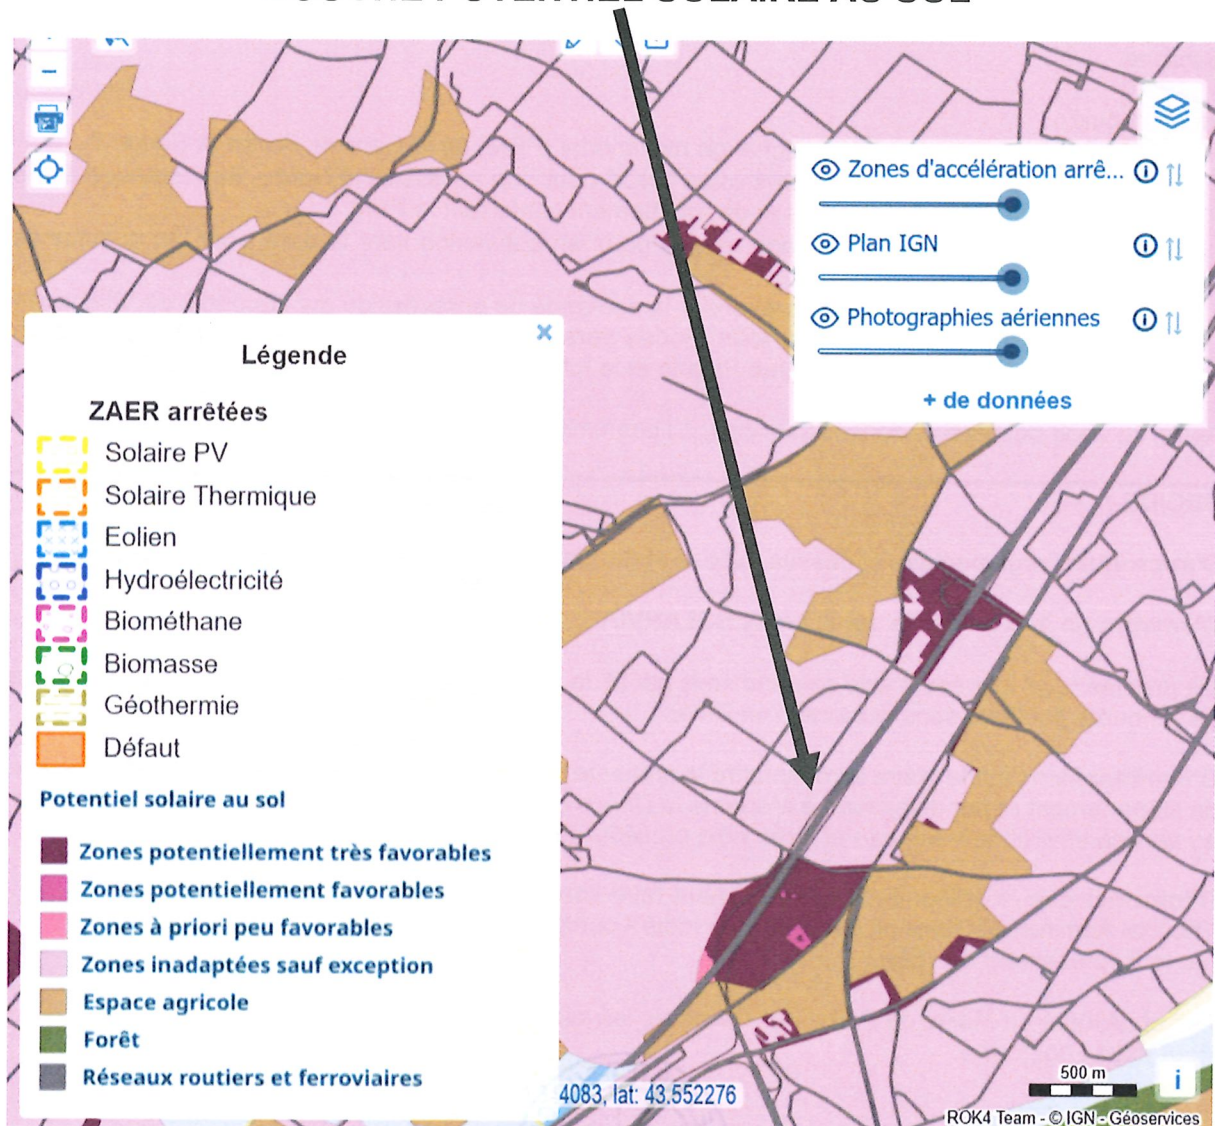 Zones d'accélération arrê...
Plan IGN
Photographies aériennes
+ de données
Légende
ZAER arrêtées
Solaire PV
Solaire Thermique
Eolien
Hydroélectricité
Biométhane
Biomasse
Géothermie
Défaut
Potentiel solaire au sol
Zones potentiellement très favorables
Zones potentiellement favorables
Zones à priori peu favorables
Zones inadaptées sauf exception
Espace agricole
Forêt
Réseaux routiers et ferroviaires
4083, lat: 43.552276
500 m
ROK4 Team - © IGN - Géoservices